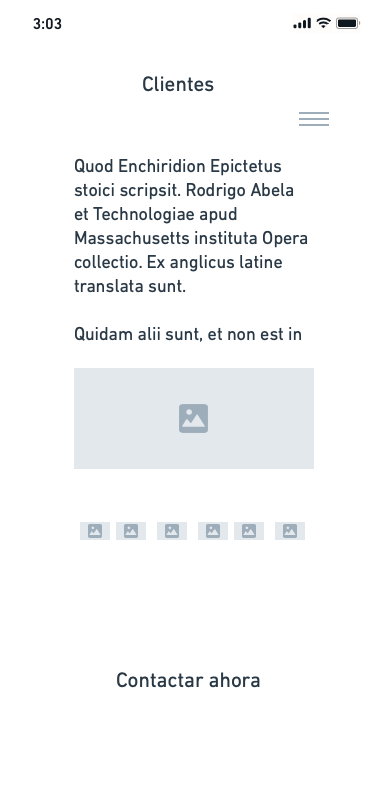 3:03
Clientes
Quod Enchiridion Epictetus
stoici scripsit. Rodrigo Abela
et Technologiae apud
Massachusetts instituta Opera
collectio. Ex anglicus latine
translata sunt.
Quidam alii sunt, et non est in
Contactar ahora